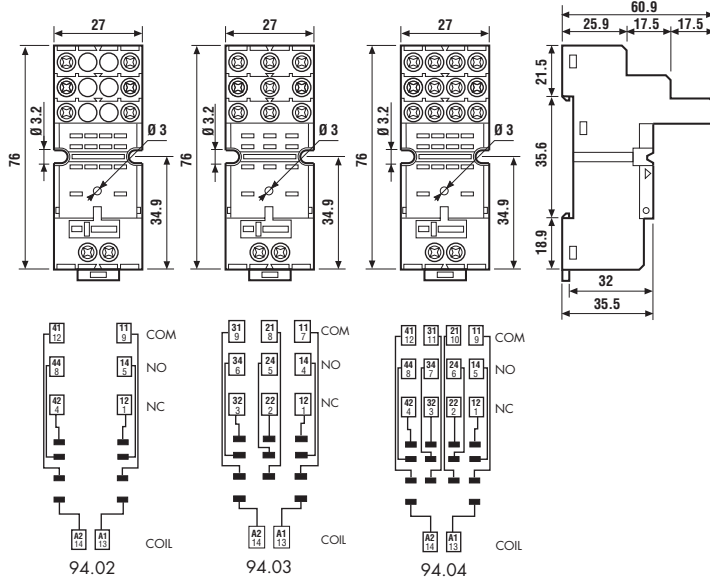 60.9
27 27 27 25.9 17.5 17.5
21.5
Ø 3.2 Ø 3 Ø 3.2 Ø 3 Ø 3.2 Ø 3
76 76 76 35.6
34.9 34.9 34.9
18.9
32
35.5
41 12 11 9 COM
44 8 14 5 NO
42 4 12 1 NC
A2 14 A1 13 COIL
94.02
31 9 21 8 11 7 COM
34 6 24 5 14 4 NO
32 3 22 2 12 1 NC
A2 14 A1 13 COIL
94.03
41 12 31 11 21 10 11 9 COM
44 8 34 7 24 6 14 5 NO
42 4 32 3 22 2 12 1 NC
A2 14 A1 13 COIL
94.04